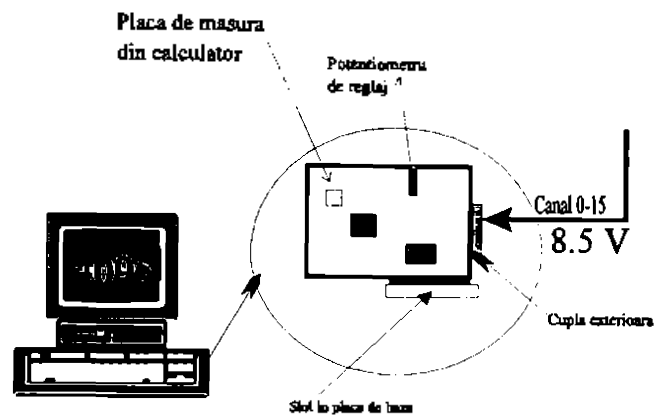 Placa de masura
din calculator
Potentiometru
de reglaj
Canal 0-15
8.5 V
Cupla exterioara
Slot in placa de baza